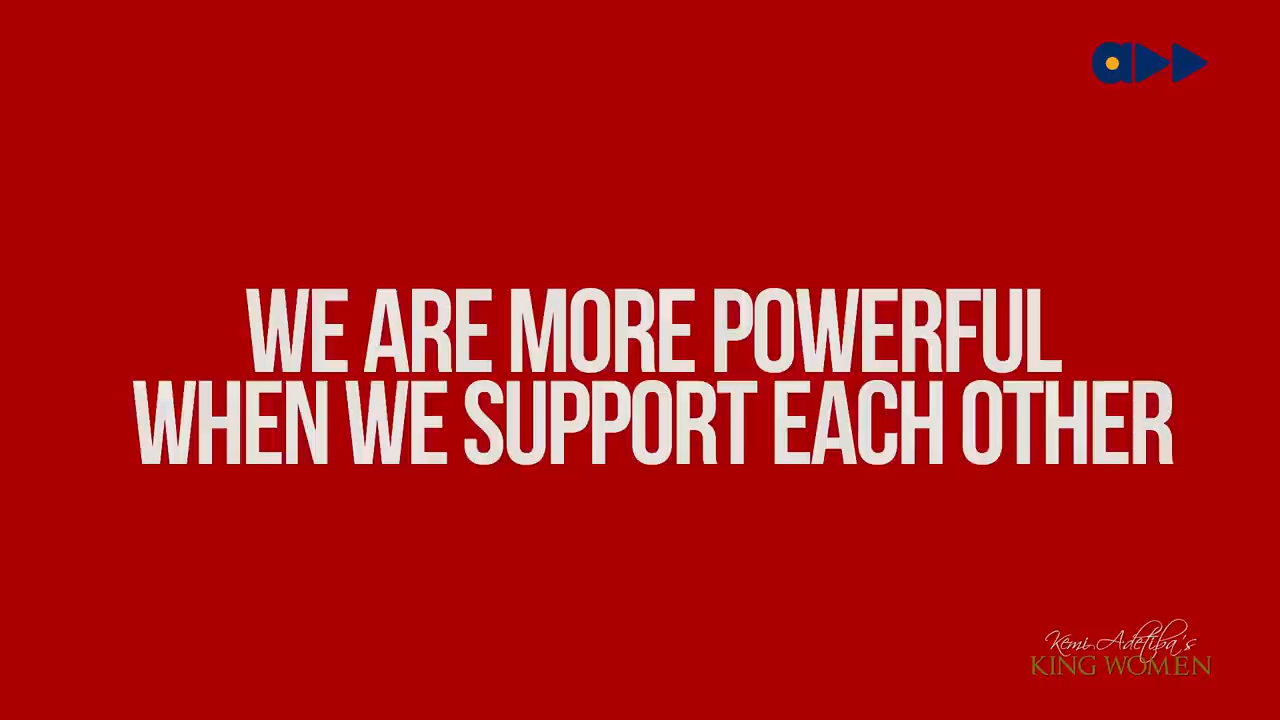 WE ARE MORE POWERFUL
WHEN WE SUPPORT EACH OTHER
Kemi Adetiba's
KING WOMEN